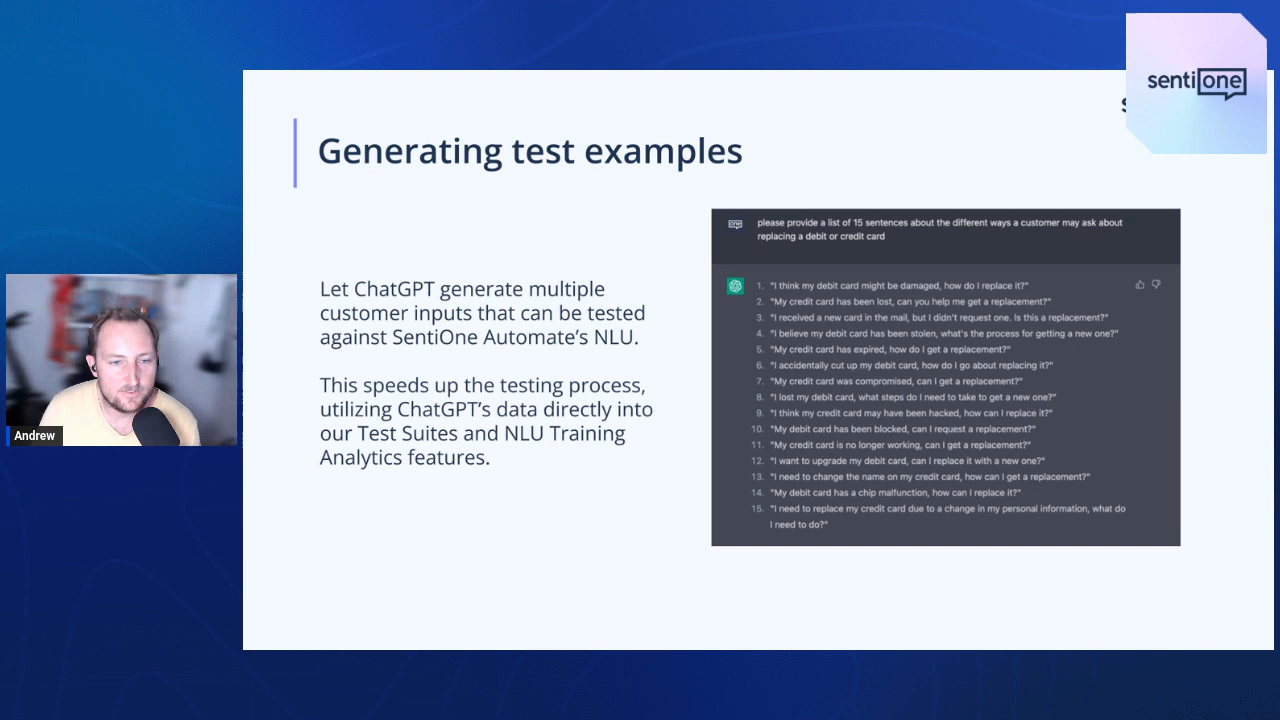 sentione
Generating test examples
Let ChatGPT generate multiple
customer inputs that can be tested
against SentiOne Automate's NLU.
This speeds up the testing process,
utilizing ChatGPT's data directly into
our Test Suites and NLU Training
Analytics features.
one
please provide a list of 15 sentences about the different ways a customer may ask about
replacing a debit or credit card
1. "I think my debit card might be damaged, how do I replace it?"
2. "My credit card has been lost, can you help me get a replacement?"
3. "I received a new card in the mail, but I didn't request one. Is this a replacement?"
4. "I believe my debit card has been stolen, what's the process for getting a new one?"
5. "My credit card has expired, how do I get a replacement?"
6. "I accidentally cut up my debit card, how do I go about replacing it?"
7. "My credit card was compromised, can I get a replacement?"
8. "I lost my debit card, what steps do I need to take to get a new one?"
9. "I think my credit card may have been hacked, how can I replace it?"
10. "My debit card has been blocked, can I request a replacement?"
11. "My credit card is no longer working, can I get a replacement?"
12. "I want to upgrade my debit card, can I replace it with a new one?"
13. "I need to change the name on my credit card, how can I get a replacement?"
14. "My debit card has a chip malfunction, how can I replace it?"
15. "I need to replace my credit card due to a change in my personal information, what do
I need to do?"
Andrew